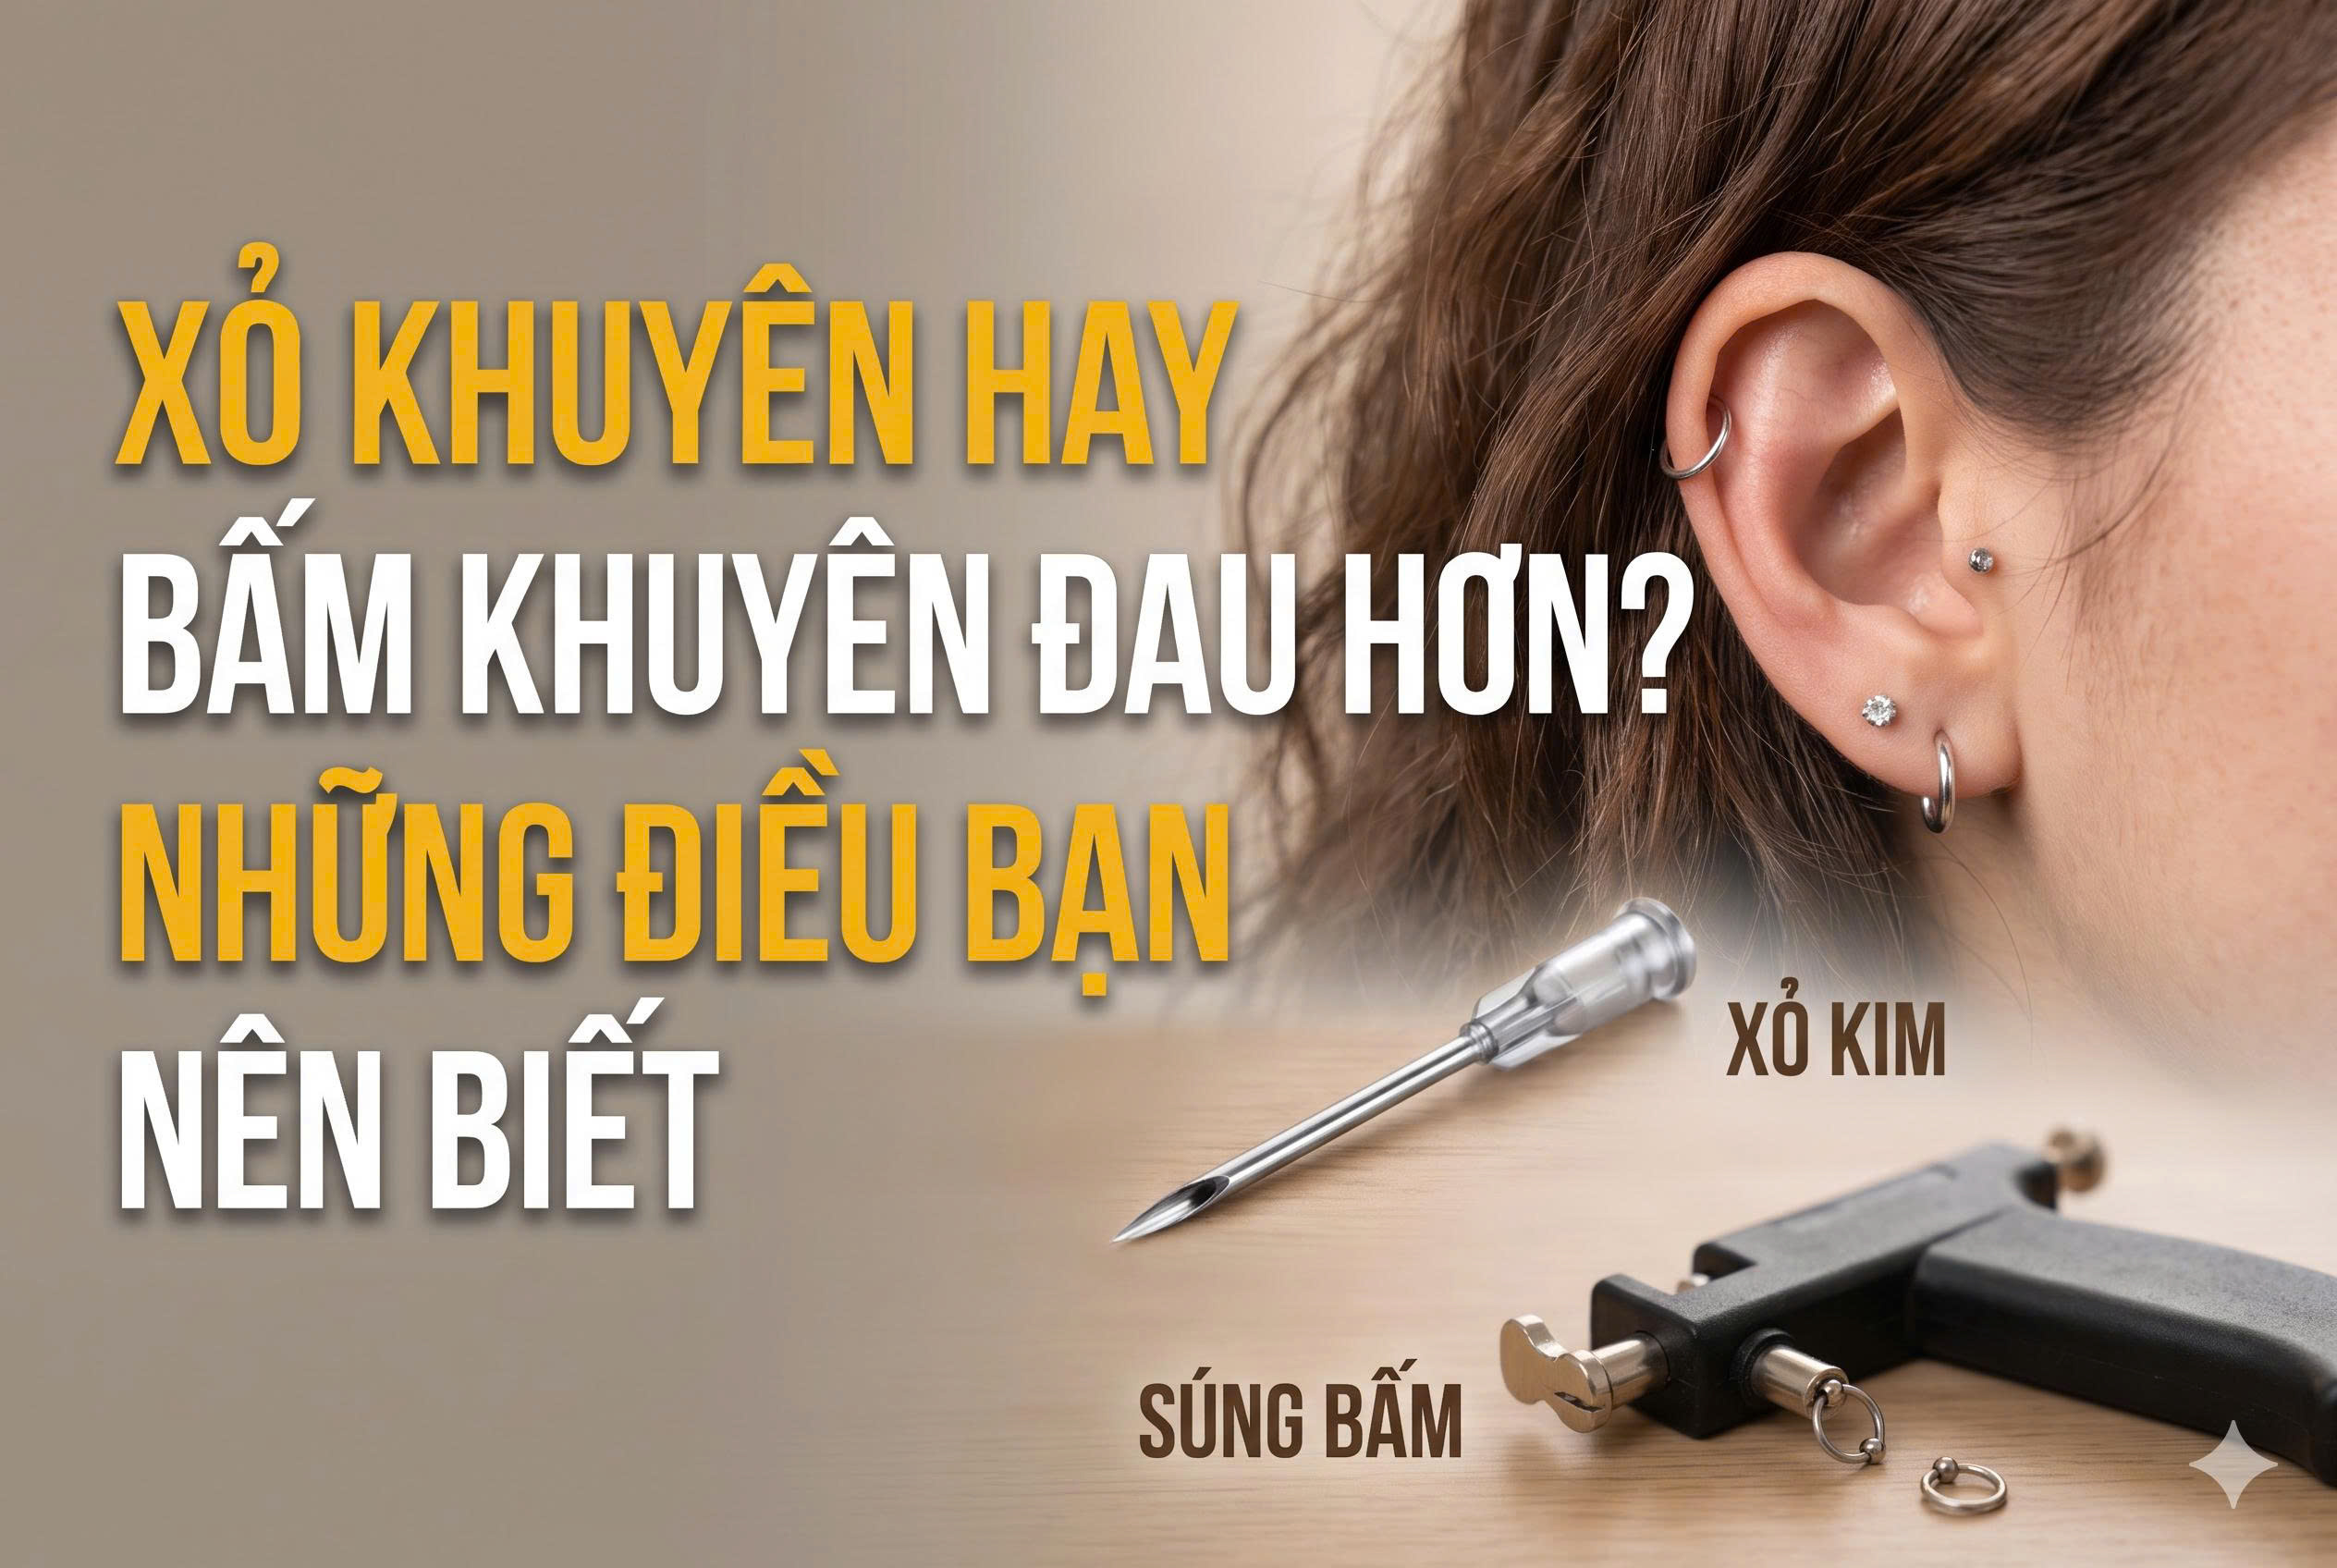 XỎ KHUYÊN HAY
BẤM KHUYÊN ĐAU HƠN?
NHỮNG ĐIỀU BẠN
NÊN BIẾT
XỎ KIM
SÚNG BẤM